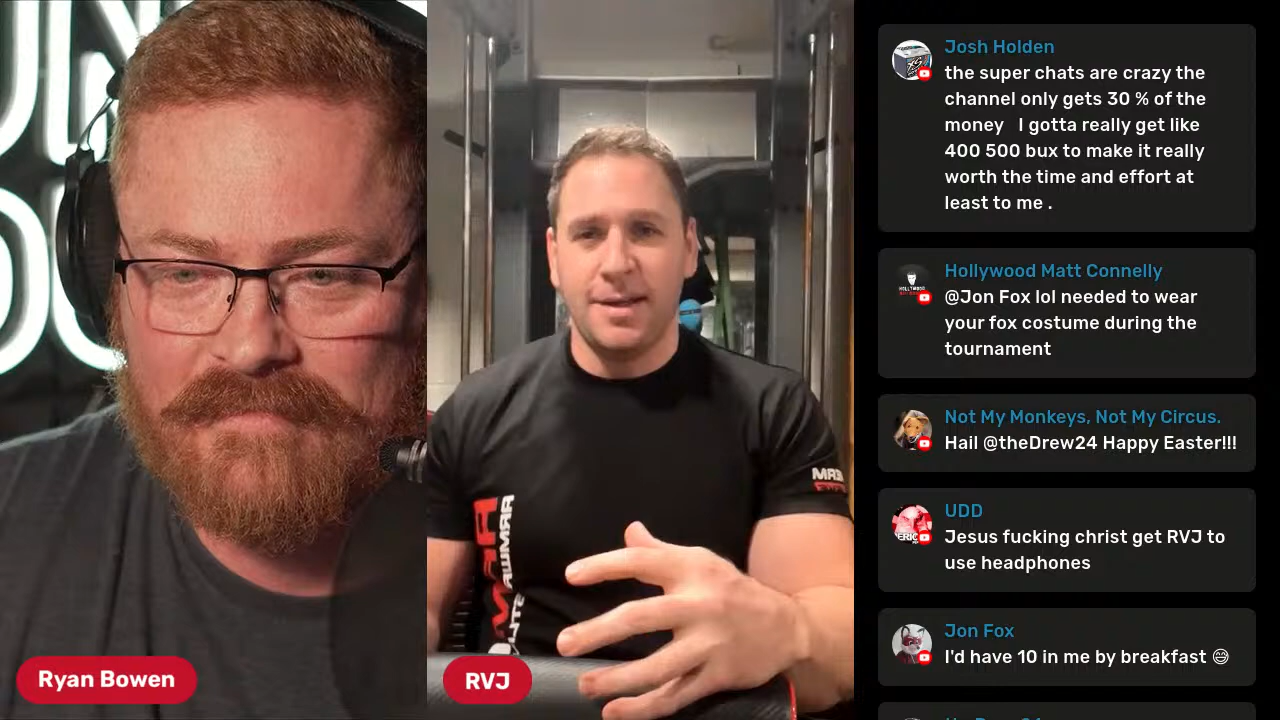 Josh Holden
the super chats are crazy the
channel only gets 30 % of the
money I gotta really get like
400 500 bux to make it really
worth the time and effort at
least to me .
Hollywood Matt Connelly
@Jon Fox lol needed to wear
your fox costume during the
tournament
Not My Monkeys, Not My Circus.
Hail @theDrew24 Happy Easter!!!
UDD
Jesus fucking christ get RVJ to
use headphones
Jon Fox
I'd have 10 in me by breakfast 😅
Ryan Bowen
RVJ